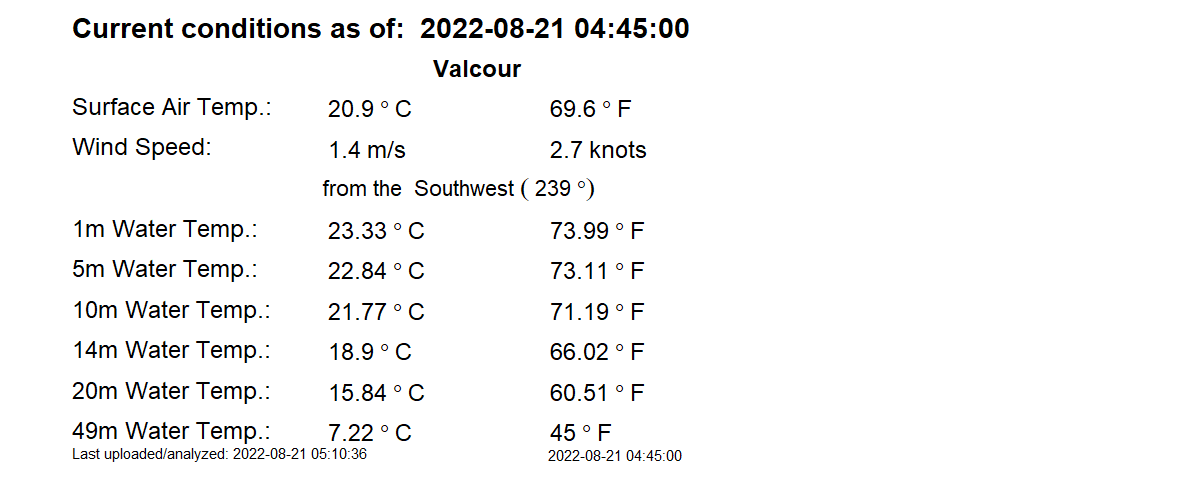 Current conditions as of:  2022-08-21 04:45:00
Valcour
Surface Air Temp.: 20.9 ° C 69.6 ° F
Wind Speed: 1.4 m/s 2.7 knots
from the  Southwest ( 239 °)
1m Water Temp.: 23.33 ° C 73.99 ° F
5m Water Temp.: 22.84 ° C 73.11 ° F
10m Water Temp.: 21.77 ° C 71.19 ° F
14m Water Temp.: 18.9 ° C 66.02 ° F
20m Water Temp.: 15.84 ° C 60.51 ° F
49m Water Temp.: 7.22 ° C 45 ° F
Last uploaded/analyzed: 2022-08-21 05:10:36 2022-08-21 04:45:00